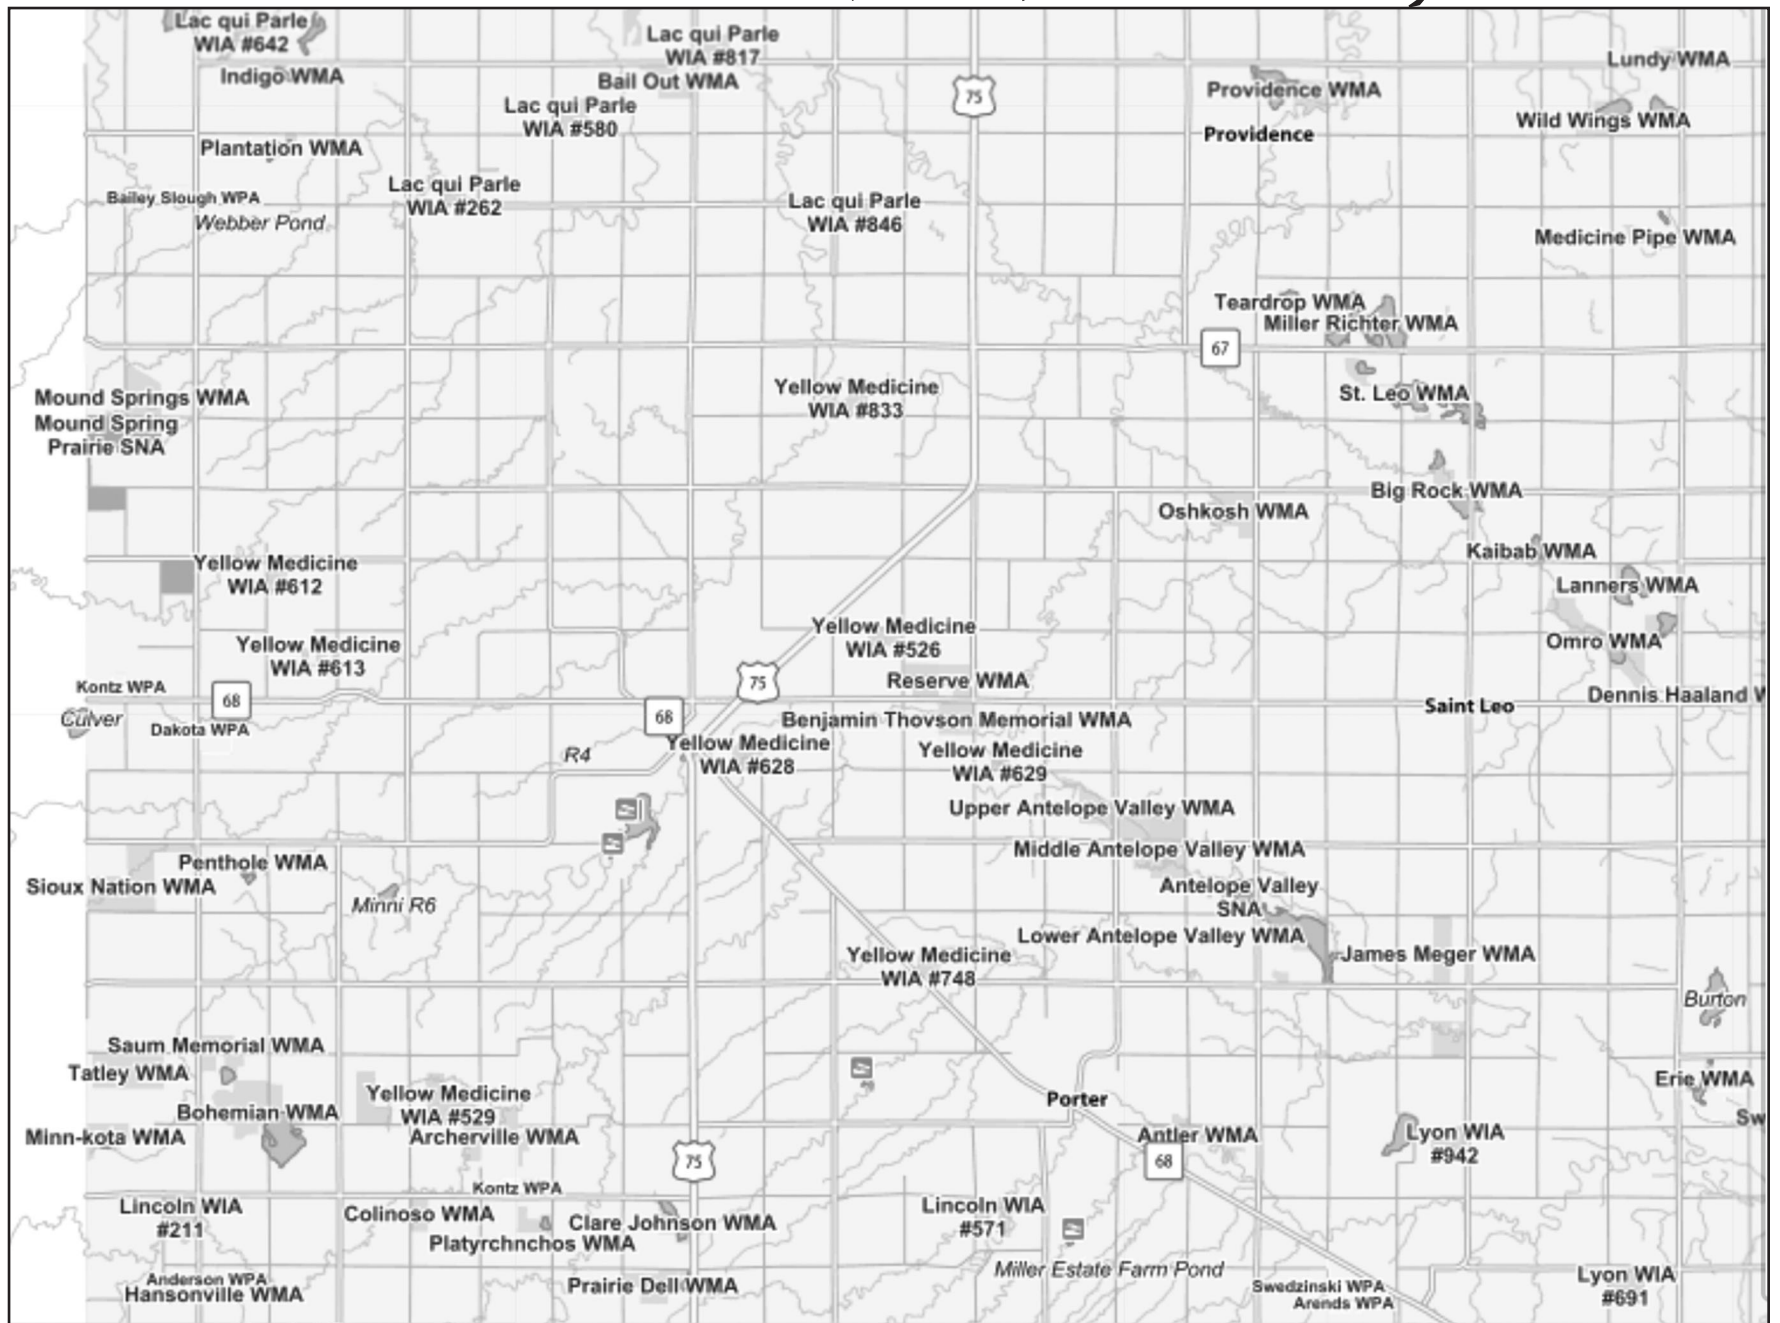 Lac qui Parle
WIA #642
Indigo WMA
Lac qui Parle
WIA #817
Bail Out WMA
Lac qui Parle
WIA #580
75
Providence WMA
Providence
Lundy WMA
Wild Wings WMA
Plantation WMA
Bailey Slough WPA
Webber Pond
Lac qui Parle
WIA #262
Lac qui Parle
WIA #846
Medicine Pipe WMA
Teardrop WMA
Miller Richter WMA
67
Mound Springs WMA
Mound Spring
Prairie SNA
Yellow Medicine
WIA #833
St. Leo WMA
Big Rock WMA
Oshkosh WMA
Kaibab WMA
Lanners WMA
Yellow Medicine
WIA #612
Yellow Medicine
WIA #613
Yellow Medicine
WIA #526
Omro WMA
Kontz WPA
68
75
Reserve WMA
Dennis Haaland W
Culver
Dakota WPA
68
Benjamin Thovson Memorial WMA
Saint Leo
R4
Yellow Medicine
WIA #628
Yellow Medicine
WIA #629
Upper Antelope Valley WMA
Middle Antelope Valley WMA
Penthole WMA
Sioux Nation WMA
Minni R6
Antelope Valley
SNA
Lower Antelope Valley WMA
James Meger WMA
Yellow Medicine
WIA #748
Burton
Saum Memorial WMA
Tatley WMA
Bohemian WMA
Minn-kota WMA
Yellow Medicine
WIA #529
Archerville WMA
Porter
Erie WMA
Sw
75
Antler WMA
68
Lyon WIA
#942
Kontz WPA
Lincoln WIA
#211
Colinoso WMA
Clare Johnson WMA
Platyrchnchos WMA
Lincoln WIA
#571
Miller Estate Farm Pond
Anderson WPA
Hansonville WMA
Prairie Dell WMA
Swedzinski WPA
Arends WPA
Lyon WIA
#691